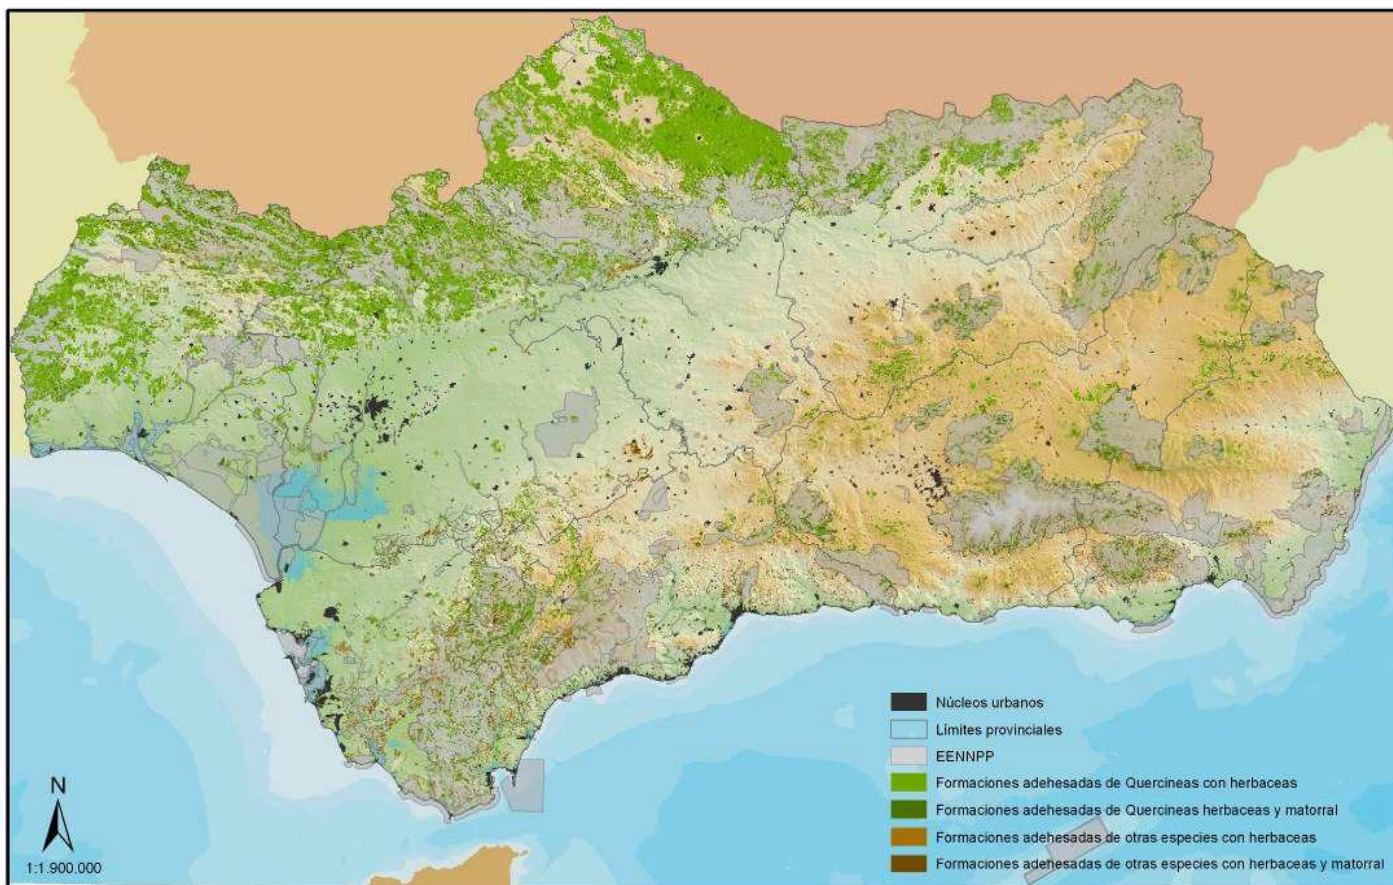 Núcleos urbanos
Límites provinciales
EENNPP
Formaciones adehesadas de Quercineas con herbaceas
Formaciones adehesadas de Quercineas herbaceas y matorral
Formaciones adehesadas de otras especies con herbaceas
Formaciones adehesadas de otras especies con herbaceas y matorral
N
1:1.900.000